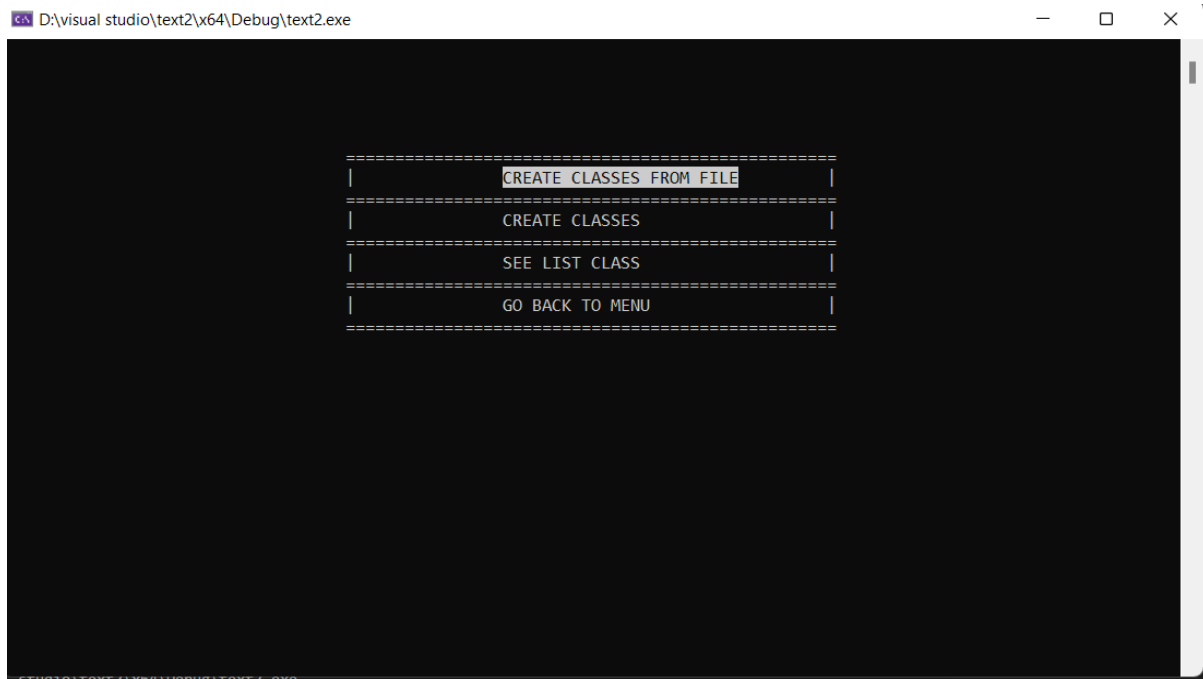 D:\visual studio\text2\x64\Debug\text2.exe
==================================================
| CREATE CLASSES FROM FILE |
==================================================
| CREATE CLASSES |
==================================================
| SEE LIST CLASS |
==================================================
| GO BACK TO MENU |
==================================================